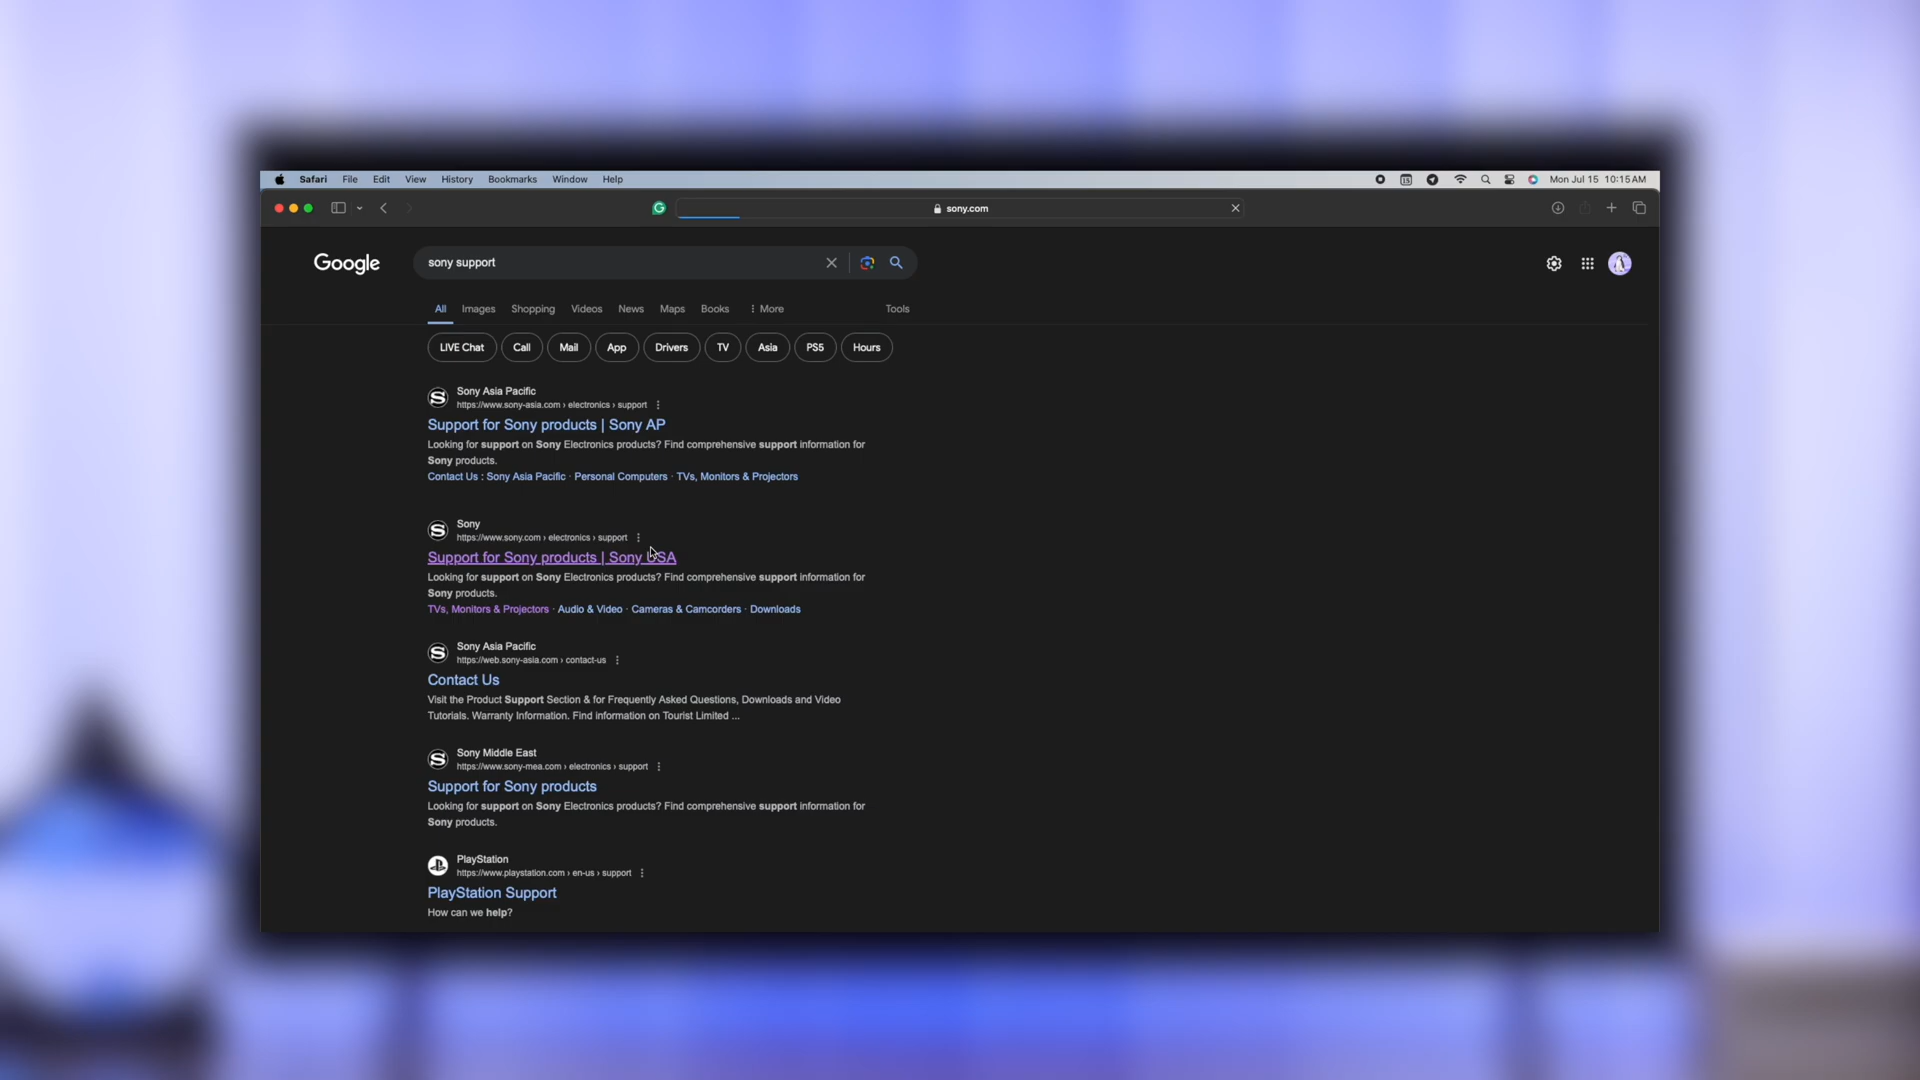 Safari File Edit View History Bookmarks Window Help Mon Jul 15 10:15 AM
sony.com
Google sony support
All Images Shopping Videos News Maps Books More Tools
LIVE Chat Call Mail App Drivers TV Asia PS5 Hours
Sony Asia Pacific
https://www.sony-asia.com › electronics › support
Support for Sony products | Sony AP
Looking for support on Sony Electronics products? Find comprehensive support information for
Sony products.
Contact Us : Sony Asia Pacific · Personal Computers · TVs, Monitors & Projectors
Sony
https://www.sony.com › electronics › support
Support for Sony products | Sony USA
Looking for support on Sony Electronics products? Find comprehensive support information for
Sony products.
TVs, Monitors & Projectors · Audio & Video · Cameras & Camcorders · Downloads
Sony Asia Pacific
https://web.sony-asia.com › contact-us
Contact Us
Visit the Product Support Section & for Frequently Asked Questions, Downloads and Video
Tutorials. Warranty Information. Find information on Tourist Limited ...
Sony Middle East
https://www.sony-mea.com › electronics › support
Support for Sony products
Looking for support on Sony Electronics products? Find comprehensive support information for
Sony products.
PlayStation
https://www.playstation.com › en-us › support
PlayStation Support
How can we help?